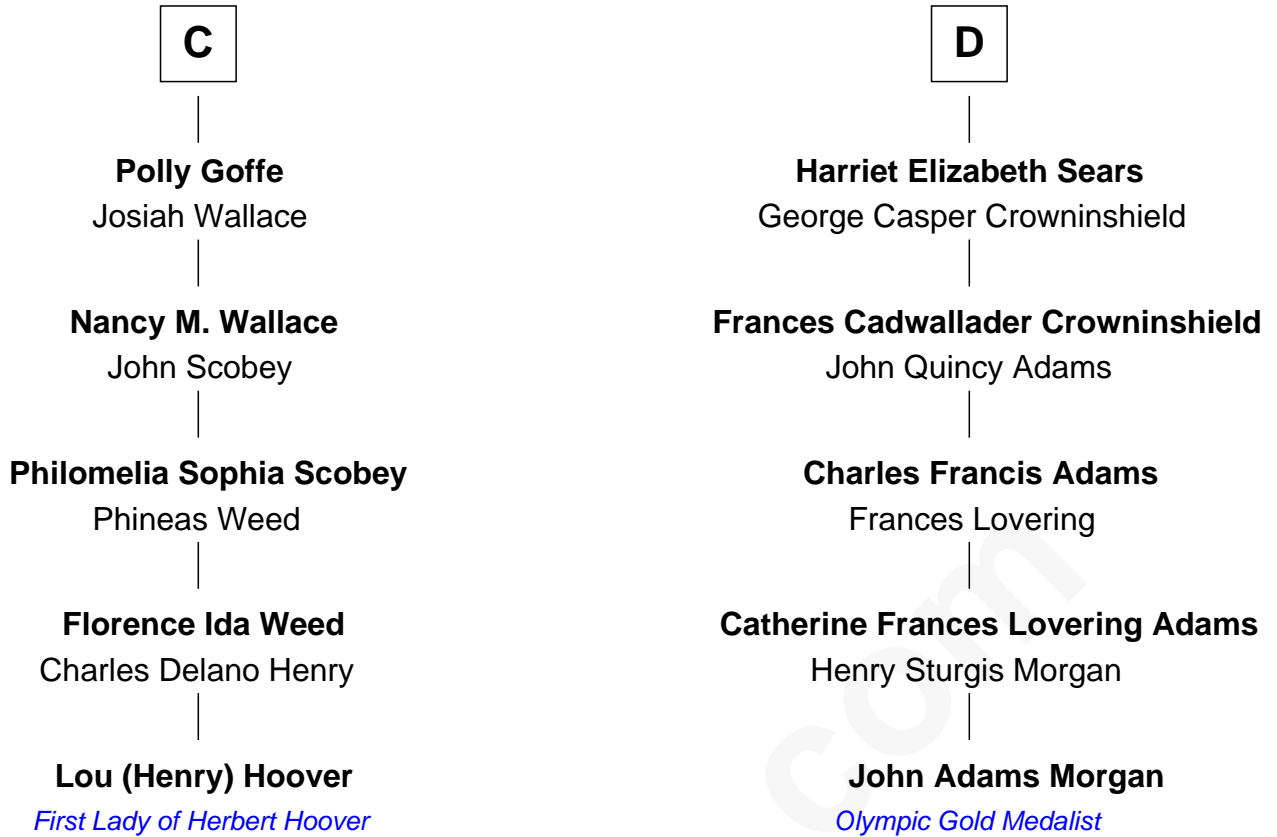 C
Polly Goffe
Josiah Wallace
Nancy M. Wallace
John Scobey
Philomelia Sophia Scobey
Phineas Weed
Florence Ida Weed
Charles Delano Henry
Lou (Henry) Hoover
First Lady of Herbert Hoover
D
Harriet Elizabeth Sears
George Casper Crowninshield
Frances Cadwallader Crowninshield
John Quincy Adams
Charles Francis Adams
Frances Lovering
Catherine Frances Lovering Adams
Henry Sturgis Morgan
John Adams Morgan
Olympic Gold Medalist
com